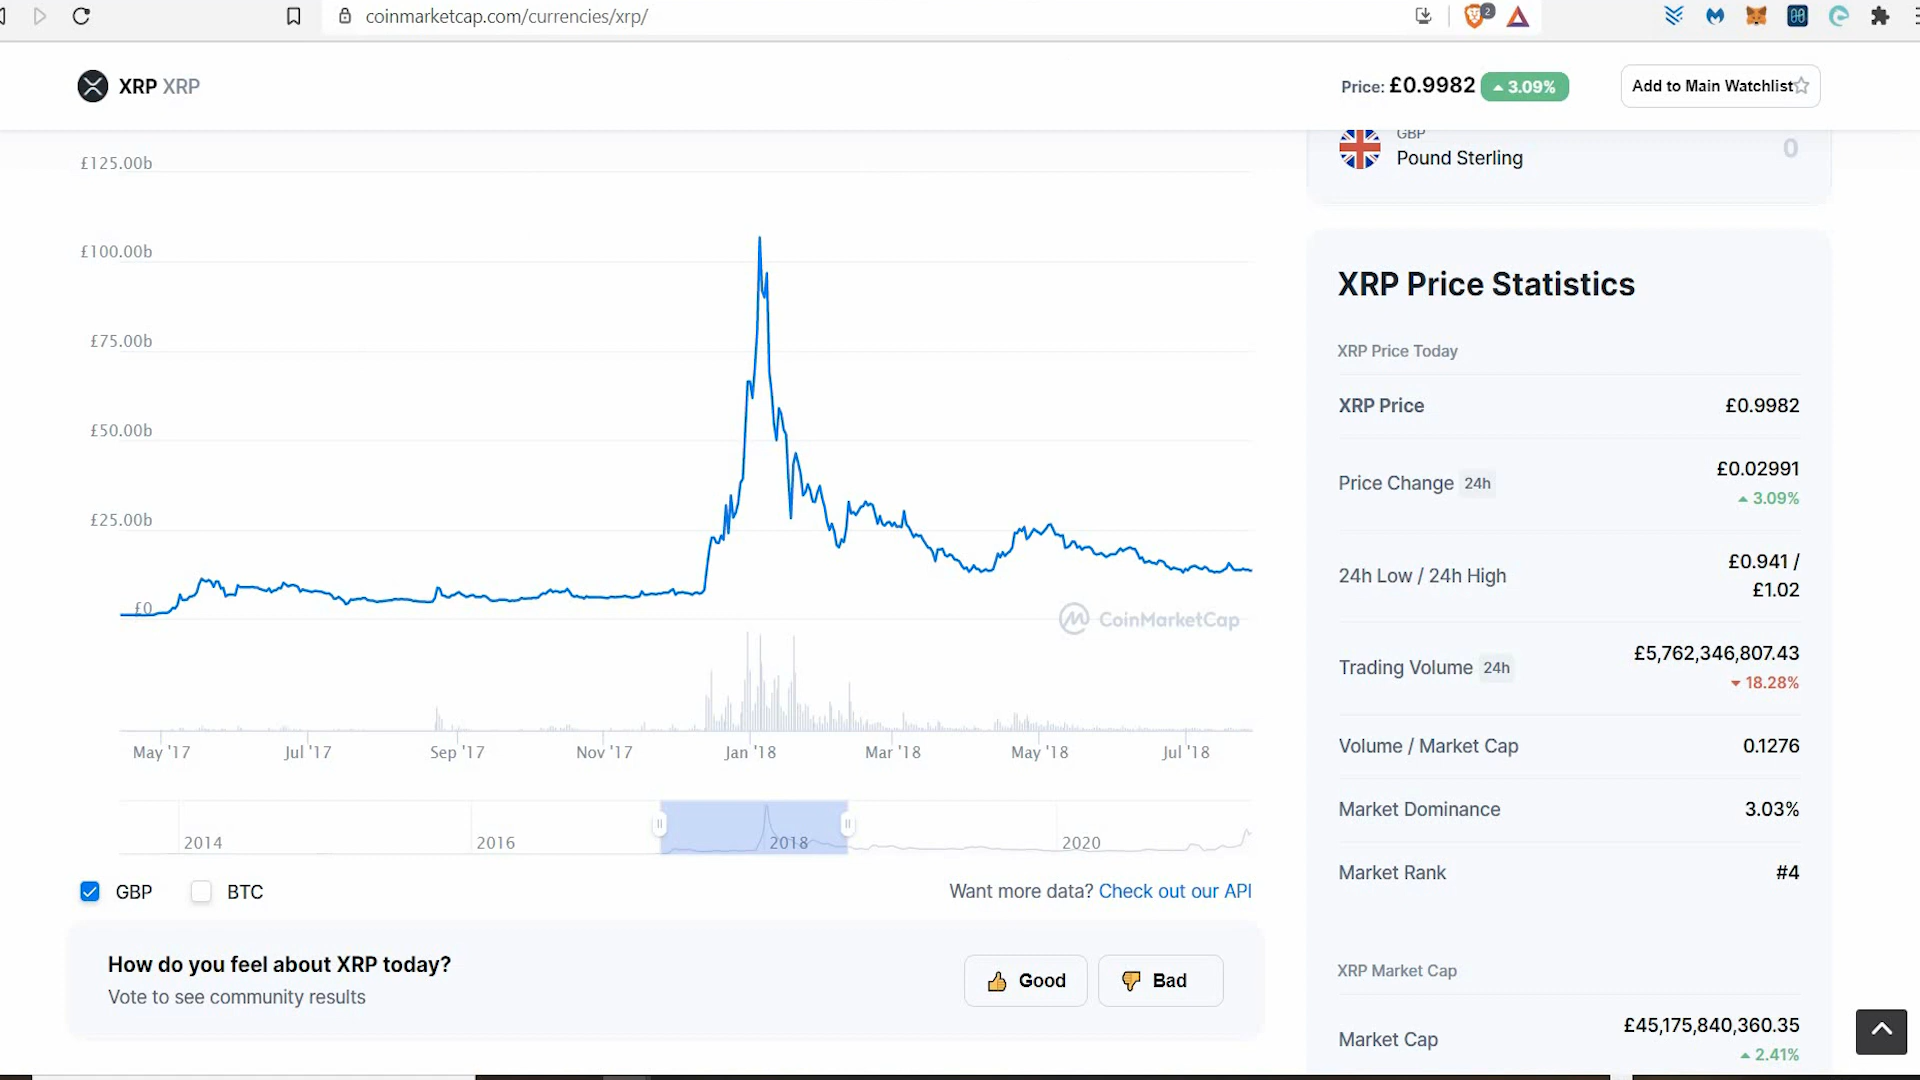 coinmarketcap.com/currencies/xrp/
2
XRP XRP
Price: £0.9982 3.09%
Add to Main Watchlist
GBP
Pound Sterling
0
£125.00b
£100.00b
£75.00b
£50.00b
£25.00b
£0
CoinMarketCap
May '17 Jul '17 Sep '17 Nov '17 Jan '18 Mar '18 May '18 Jul '18
2014 2016 2018 2020
GBP BTC
Want more data? Check out our API
How do you feel about XRP today?
Vote to see community results
Good Bad
XRP Price Statistics
XRP Price Today
XRP Price £0.9982
Price Change 24h £0.02991
3.09%
24h Low / 24h High £0.941 /
£1.02
Trading Volume 24h £5,762,346,807.43
18.28%
Volume / Market Cap 0.1276
Market Dominance 3.03%
Market Rank #4
XRP Market Cap
Market Cap £45,175,840,360.35
2.41%